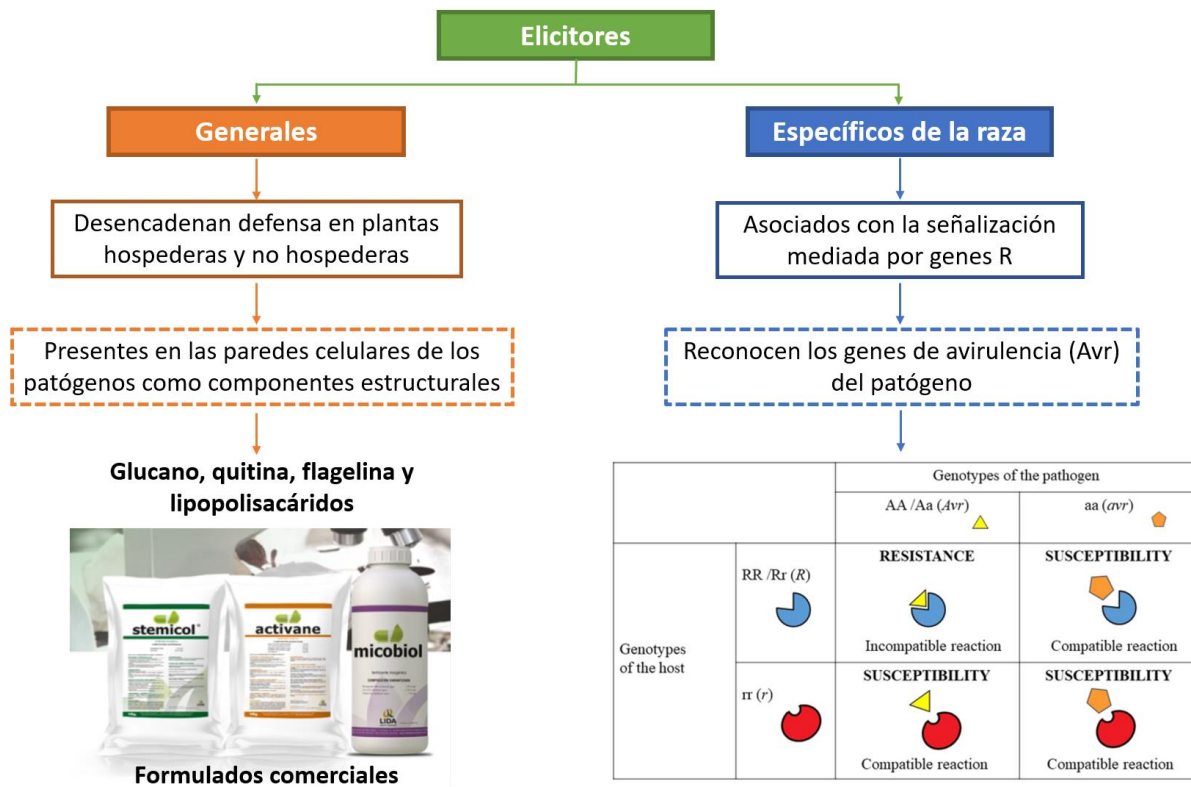 Elicitores
Generales
Desencadenan defensa en plantas
hospederas y no hospederas
Presentes en las paredes celulares de los
patógenos como componentes estructurales
Glucano, quitina, flagelina y
lipopolisacáridos
stemicol®
activane
micobiol
LIDA
Formulados comerciales
Específicos de la raza
Asociados con la señalización
mediada por genes R
Reconocen los genes de avirulencia (Avr)
del patógeno
Genotypes of the pathogen
AA /Aa (Avr)
aa (avr)
Genotypes
of the host
RR /Rr (R)
RESISTANCE
Incompatible reaction
SUSCEPTIBILITY
Compatible reaction
rr (r)
SUSCEPTIBILITY
Compatible reaction
SUSCEPTIBILITY
Compatible reaction